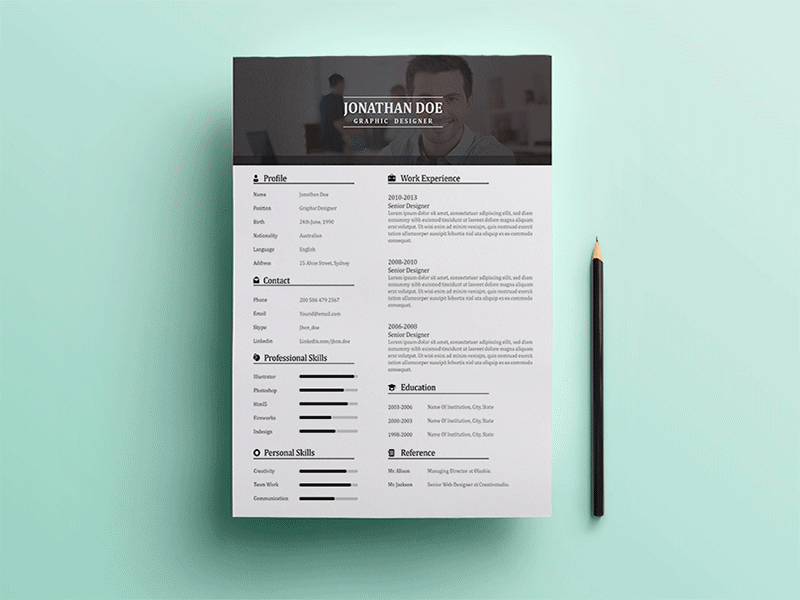 JONATHAN DOE
GRAPHIC DESIGNER
Profile
Name Jonathan Doe
Position Graphic Designer
Birth 24th June, 1990
Nationality Australian
Language English
Address 25 Alvos Street, Sydney
Contact
Phone 200 586 479 2567
Email Yourid@email.com
Skype Jhon_doe
Linkedin Linkedin.com/jhon.doe
Professional Skills
Illustrator
Photoshop
Html5
Fireworks
Indesign
Personal Skills
Creativity
Team Work
Communication
Work Experience
2010-2013
Senior Designer
Lorem ipsum dolor sit amet, consectetuer adipiscing elit, sed diam
nonummy nibh euismod tincidunt ut laoreet dolore magna aliquam
erat volutpat. Ut wisi enim ad minim veniam, quis nostrud exerci
tation ullamcorper suscipit lobortis nisl ut aliquip ex ea commodo
consequat.
2008-2010
Senior Designer
Lorem ipsum dolor sit amet, consectetuer adipiscing elit, sed diam
nonummy nibh euismod tincidunt ut laoreet dolore magna aliquam
erat volutpat. Ut wisi enim ad minim veniam, quis nostrud exerci
tation ullamcorper suscipit lobortis nisl ut aliquip ex ea commodo
consequat.
2006-2008
Senior Designer
Lorem ipsum dolor sit amet, consectetuer adipiscing elit, sed diam
nonummy nibh euismod tincidunt ut laoreet dolore magna aliquam
erat volutpat. Ut wisi enim ad minim veniam, quis nostrud exerci
tation ullamcorper suscipit lobortis nisl ut aliquip ex ea commodo
consequat.
Education
2003-2006 Name Of Institution, City, State
2000-2003 Name Of Institution, City, State
1998-2000 Name Of Institution, City, State
Reference
Mr. Alison Managing Director at
Mr Jackson Senior Web Designer at Creativstudio.